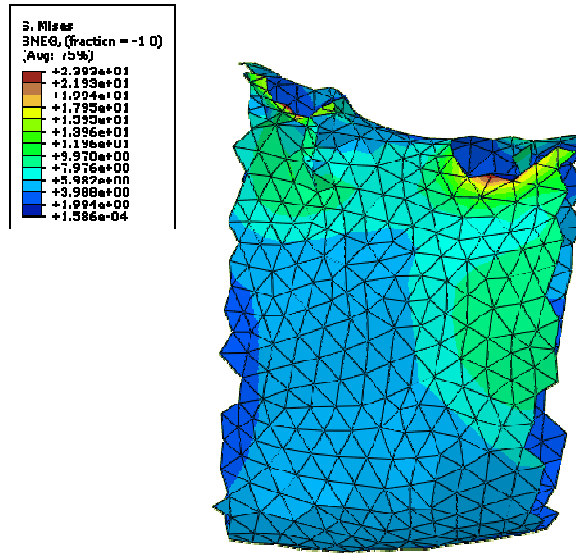 S, Mises
SNEG, (fraction = -1.0)
(Avg: 75%)
+2.393e+01
+2.193e+01
+1.994e+01
+1.795e+01
+1.595e+01
+1.396e+01
+1.196e+01
+9.970e+00
+7.976e+00
+5.982e+00
+3.988e+00
+1.994e+00
+1.586e-04